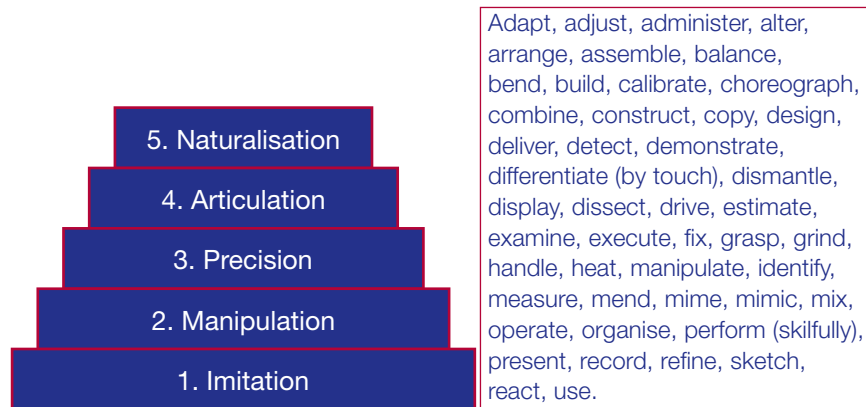 5. Naturalisation
4. Articulation
3. Precision
2. Manipulation
1. Imitation
Adapt, adjust, administer, alter,
arrange, assemble, balance,
bend, build, calibrate, choreograph,
combine, construct, copy, design,
deliver, detect, demonstrate,
differentiate (by touch), dismantle,
display, dissect, drive, estimate,
examine, execute, fix, grasp, grind,
handle, heat, manipulate, identify,
measure, mend, mime, mimic, mix,
operate, organise, perform (skilfully),
present, record, refine, sketch,
react, use.